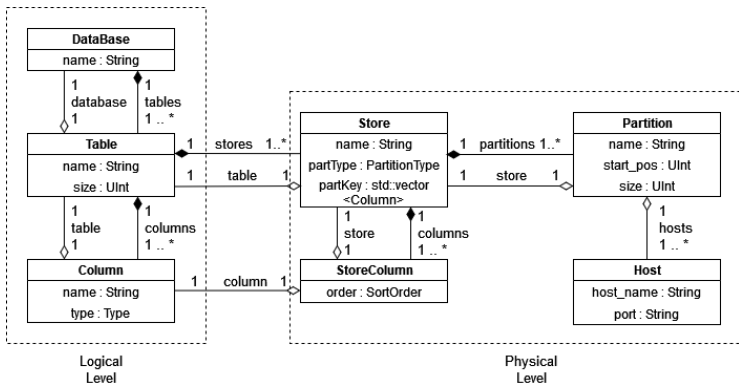 DataBase
name : String
1
database
1
1
tables
1 .. *
Table
name : String
size : UInt
1 stores 1..*
1 table 1
1
table
1
1
columns
1 .. *
Column
name : String
type : Type
1 column 1
Logical
Level
Store
name : String
partType : PartitionType
partKey : std::vector
<Column>
1 partitions 1..*
1 store 1
1
store
1
1
columns
1 .. *
StoreColumn
order : SortOrder
Partition
name : String
start_pos : UInt
size : UInt
1
hosts
1 .. *
Host
host_name : String
port : String
Physical
Level